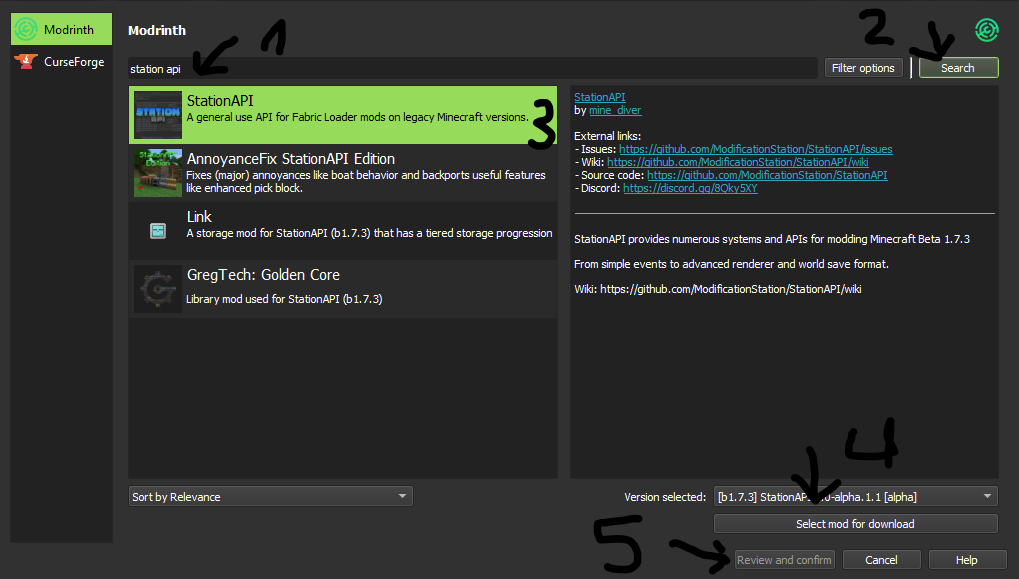 Modrinth
CurseForge
Modrinth
1
2
station api
Filter options
Search
STATION API
StationAPI
A general use API for Fabric Loader mods on legacy Minecraft versions.
3
AnnoyanceFix StationAPI Edition
Fixes (major) annoyances like boat behavior and backports useful features
like enhanced pick block.
Link
A storage mod for StationAPI (b1.7.3) that has a tiered storage progression
GregTech: Golden Core
Library mod used for StationAPI (b1.7.3)
StationAPI
by mine_diver
External links:
- Issues: https://github.com/ModificationStation/StationAPI/issues
- Wiki: https://github.com/ModificationStation/StationAPI/wiki
- Source code: https://github.com/ModificationStation/StationAPI
- Discord: https://discord.gg/8Qky5XY
StationAPI provides numerous systems and APIs for modding Minecraft Beta 1.7.3
From simple events to advanced renderer and world save format.
Wiki: https://github.com/ModificationStation/StationAPI/wiki
4
Sort by Relevance
Version selected:
[b1.7.3] StationAP 0-alpha.1.1 [alpha]
Select mod for download
5
Review and confirm
Cancel
Help